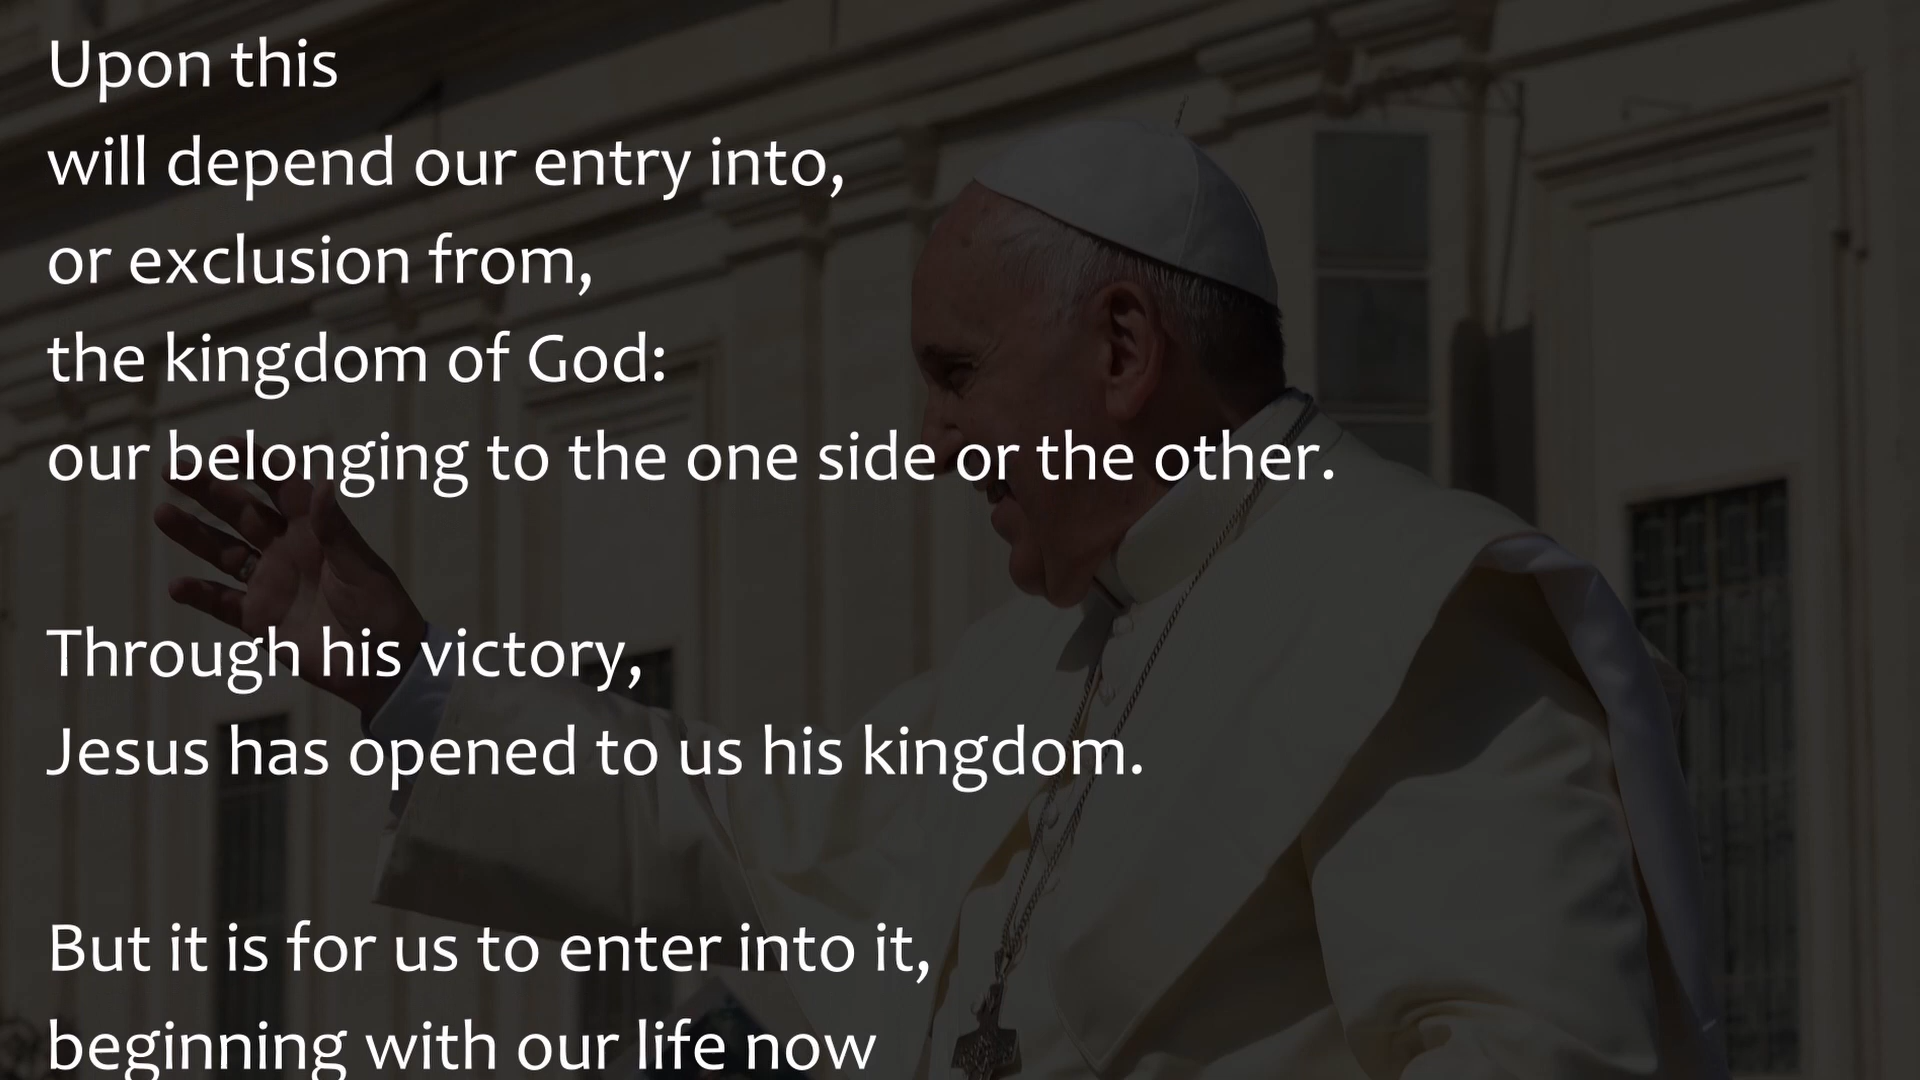 Upon this
will depend our entry into,
or exclusion from,
the kingdom of God:
our belonging to the one side or the other.
Through his victory,
Jesus has opened to us his kingdom.
But it is for us to enter into it,
beginning with our life now